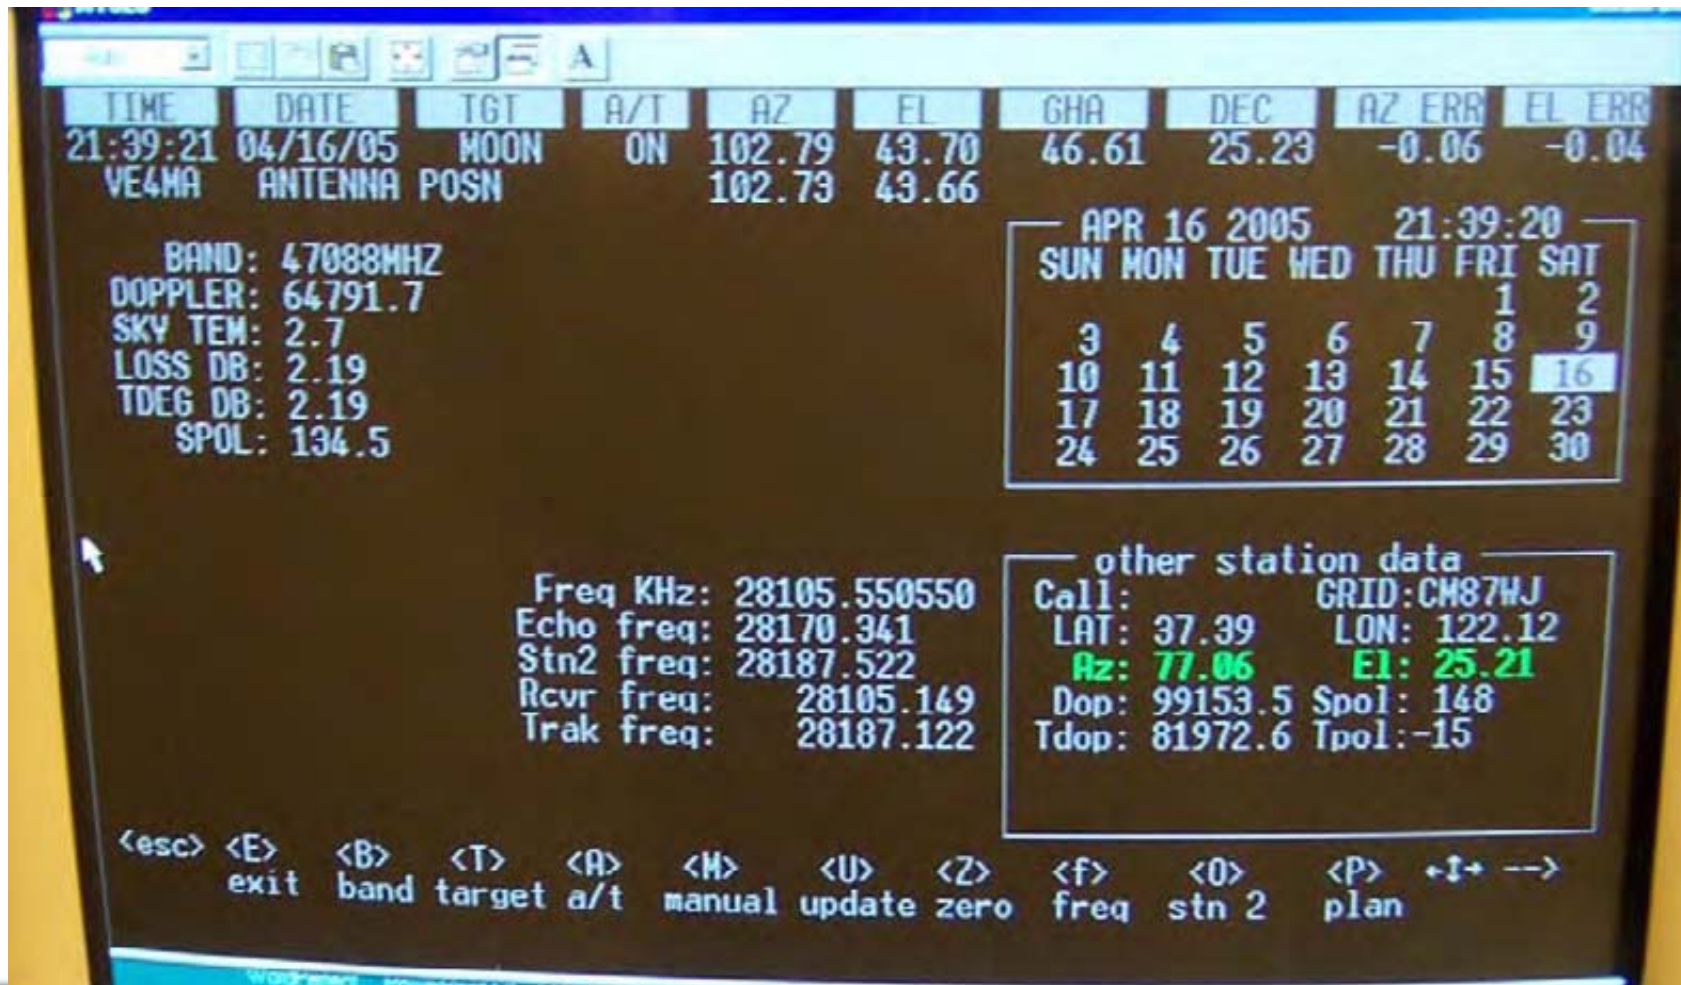 A
TIME DATE TGT A/T AZ EL GHA DEC AZ ERR EL ERR
21:39:21 04/16/05 MOON ON 102.79 43.70 46.61 25.23 -0.06 -0.04
VE4MA ANTENNA POSN 102.73 43.66
BAND: 47088MHZ
DOPPLER: 64791.7
SKY TEM: 2.7
LOSS DB: 2.19
TDEG DB: 2.19
SPOL: 134.5
APR 16 2005 21:39:20
SUN MON TUE WED THU FRI SAT
1 2
3 4 5 6 7 8 9
10 11 12 13 14 15 16
17 18 19 20 21 22 23
24 25 26 27 28 29 30
Freq KHz: 28105.550550
Echo freq: 28170.341
Stn2 freq: 28187.522
Rcvr freq: 28105.149
Trak freq: 28187.122
other station data
Call: GRID:CM87WJ
LAT: 37.39 LON: 122.12
Az: 77.06 El: 25.21
Dop: 99153.5 Spol: 148
Tdop: 81972.6 Tpol:-15
<esc> <E> <B> <T> <A> <M> <U> <Z> <f> <O> <P> ←↕→ -->
exit band target a/t manual update zero freq stn 2 plan